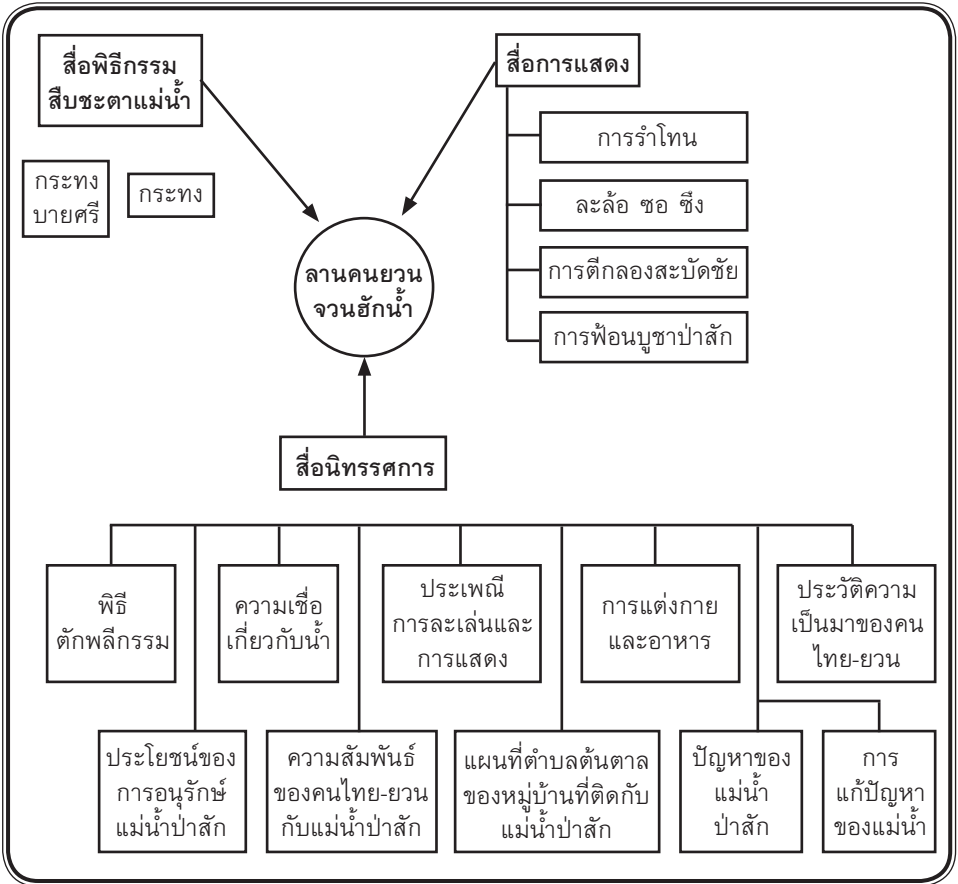 สื่อพิธีกรรม
สืบชะตาแม่น้ำ
สื่อการแสดง
การรำโทน
กระทง
บายศรี
กระทง
ละล้อ ซอ ซึง
ลานคนยวน
จวนฮักน้ำ
การตีกลองสะบัดชัย
การฟ้อนบูชาป่าสัก
สื่อนิทรรศการ
พิธี
ตักพลีกรรม
ความเชื่อ
เกี่ยวกับน้ำ
ประเพณี
การละเล่นและ
การแสดง
การแต่งกาย
และอาหาร
ประวัติความ
เป็นมาของคน
ไทย-ยวน
ประโยชน์ของ
การอนุรักษ์
แม่น้ำป่าสัก
ความสัมพันธ์
ของคนไทย-ยวน
กับแม่น้ำป่าสัก
แผนที่ตำบลต้นตาล
ของหมู่บ้านที่ติดกับ
แม่น้ำป่าสัก
ปัญหาของ
แม่น้ำ
ป่าสัก
การ
แก้ปัญหา
ของแม่น้ำ